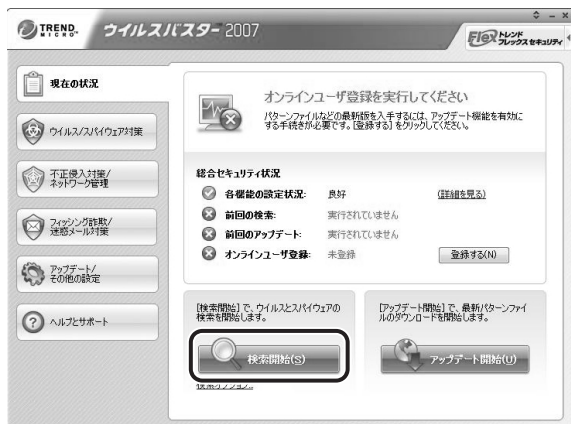 TREND MICRO
ウイルスバスター 2007
Flex トレンド フレックス セキュリティ
現在の状況
ウイルス/スパイウェア対策
不正侵入対策/
ネットワーク管理
フィッシング詐欺/
迷惑メール対策
アップデート/
その他の設定
ヘルプとサポート
オンラインユーザ登録を実行してください
パターンファイルなどの最新版を入手するには、アップデート機能を有効に
する手続きが必要です。[登録する]をクリックしてください。
総合セキュリティ状況
各機能の設定状況: 良好 (詳細を見る)
前回の検索: 実行されていません
前回のアップデート: 実行されていません
オンラインユーザ登録: 未登録 登録する(N)
[検索開始]で、ウイルスとスパイウェアの
検索を開始します。
検索開始(S)
検索オプション...
[アップデート開始]で、最新パターンファイ
ルのダウンロードを開始します。
アップデート開始(U)